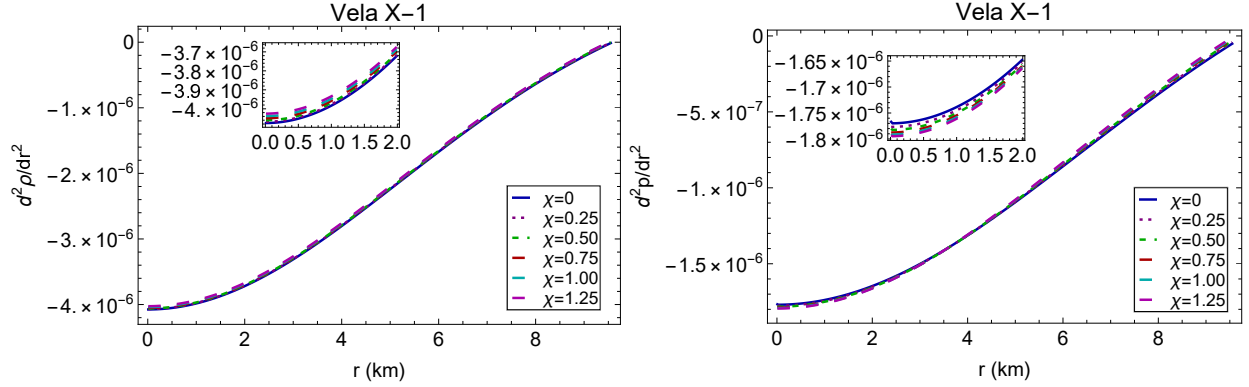 Vela X−1
0
−1. × 10⁻⁶
−2. × 10⁻⁶
−3. × 10⁻⁶
−4. × 10⁻⁶
d²ρ/dr²
−3.7 × 10⁻⁶
−3.8 × 10⁻⁶
−3.9 × 10⁻⁶
−4. × 10⁻⁶
0.0 0.5 1.0 1.5 2.0
χ=0
χ=0.25
χ=0.50
χ=0.75
χ=1.00
χ=1.25
0 2 4 6 8
r (km)
Vela X−1
0
−5. × 10⁻⁷
−1. × 10⁻⁶
−1.5 × 10⁻⁶
d²p/dr²
−1.65 × 10⁻⁶
−1.7 × 10⁻⁶
−1.75 × 10⁻⁶
−1.8 × 10⁻⁶
0.0 0.5 1.0 1.5 2.0
χ=0
χ=0.25
χ=0.50
χ=0.75
χ=1.00
χ=1.25
0 2 4 6 8
r (km)